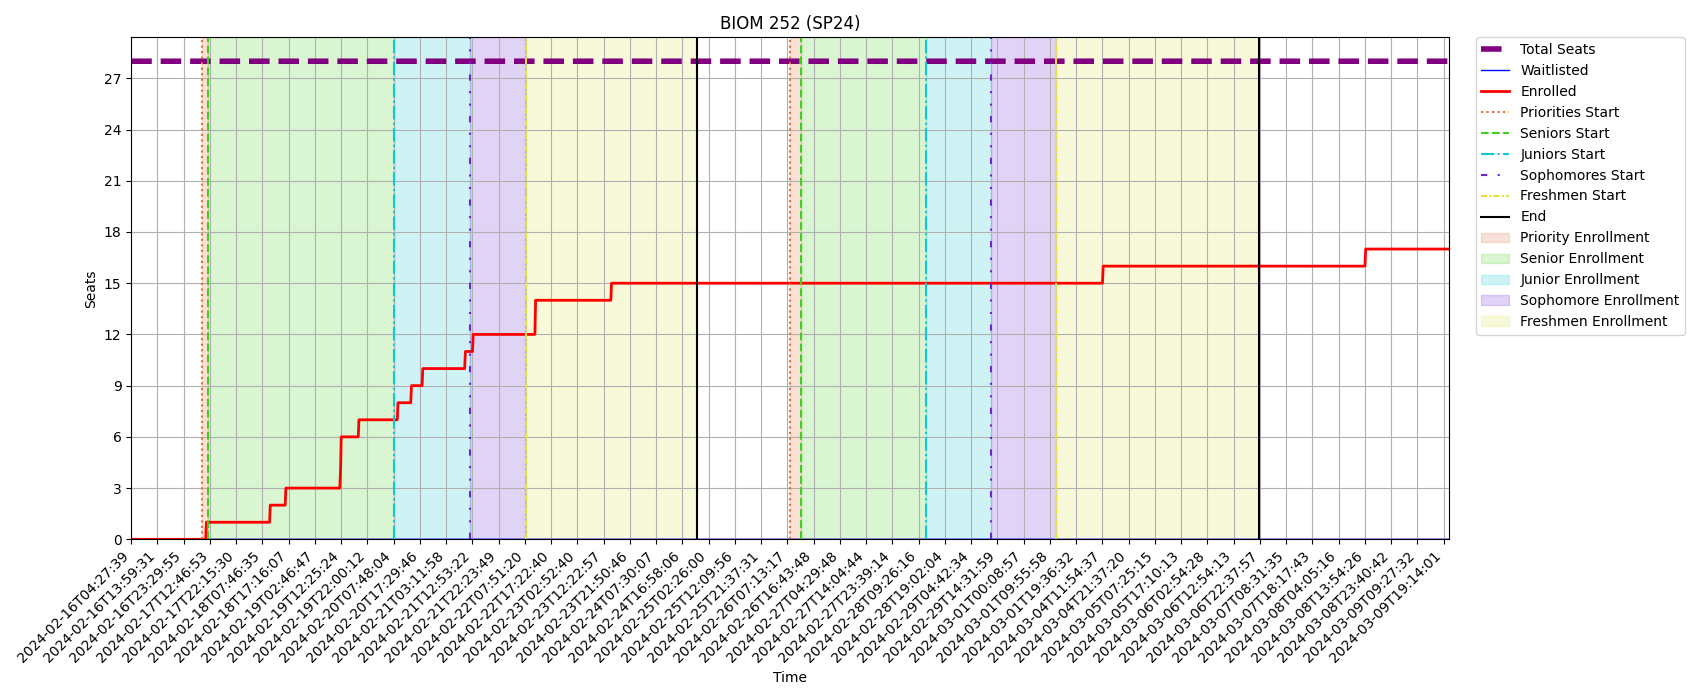 BIOM 252 (SP24)
Seats
27
24
21
18
15
12
9
6
3
0
2024-02-16T04:27:39
2024-02-16T13:59:31
2024-02-16T23:29:55
2024-02-17T12:46:53
2024-02-17T22:15:30
2024-02-18T07:46:35
2024-02-18T17:16:07
2024-02-19T02:46:47
2024-02-19T12:25:24
2024-02-19T22:00:12
2024-02-20T07:48:04
2024-02-20T17:29:46
2024-02-21T03:11:58
2024-02-21T12:53:22
2024-02-21T22:23:49
2024-02-22T07:51:20
2024-02-22T17:22:40
2024-02-23T02:52:40
2024-02-23T12:22:57
2024-02-23T21:50:46
2024-02-24T07:30:07
2024-02-24T16:58:06
2024-02-25T02:26:00
2024-02-25T12:09:56
2024-02-25T21:37:31
2024-02-26T07:13:17
2024-02-26T16:43:48
2024-02-27T04:29:48
2024-02-27T14:04:44
2024-02-27T23:39:14
2024-02-28T09:26:16
2024-02-28T19:02:04
2024-02-29T04:42:34
2024-02-29T14:31:59
2024-03-01T00:08:57
2024-03-01T09:55:58
2024-03-01T19:36:32
2024-03-04T11:54:37
2024-03-04T21:37:20
2024-03-05T07:25:15
2024-03-05T17:10:13
2024-03-06T02:54:28
2024-03-06T12:54:13
2024-03-06T22:37:57
2024-03-07T08:31:35
2024-03-07T18:17:43
2024-03-08T04:05:16
2024-03-08T13:54:26
2024-03-08T23:40:42
2024-03-09T09:27:32
2024-03-09T19:14:01
Time
Total Seats
Waitlisted
Enrolled
Priorities Start
Seniors Start
Juniors Start
Sophomores Start
Freshmen Start
End
Priority Enrollment
Senior Enrollment
Junior Enrollment
Sophomore Enrollment
Freshmen Enrollment